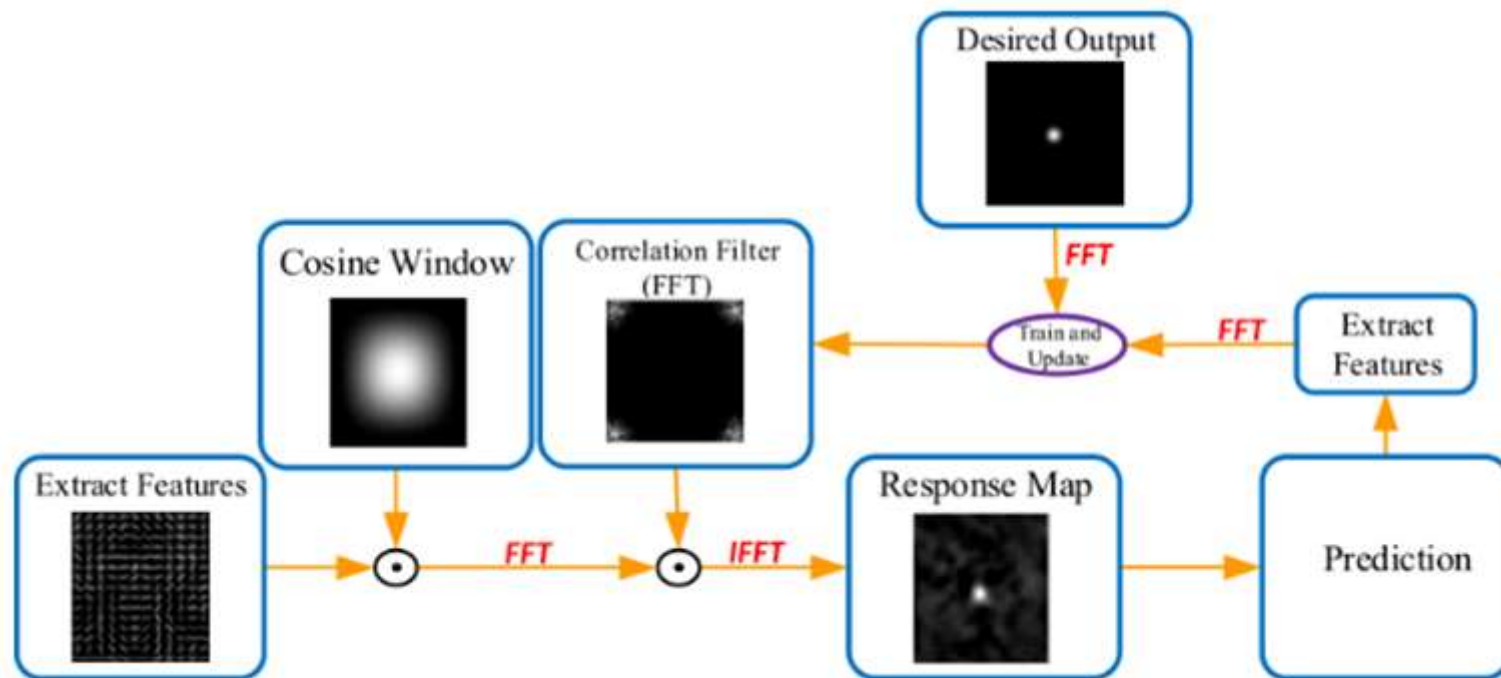 Desired Output
FFT
Cosine Window
Correlation Filter
(FFT)
Train and
Update
FFT
Extract
Features
Extract Features
FFT
IFFT
Response Map
Prediction